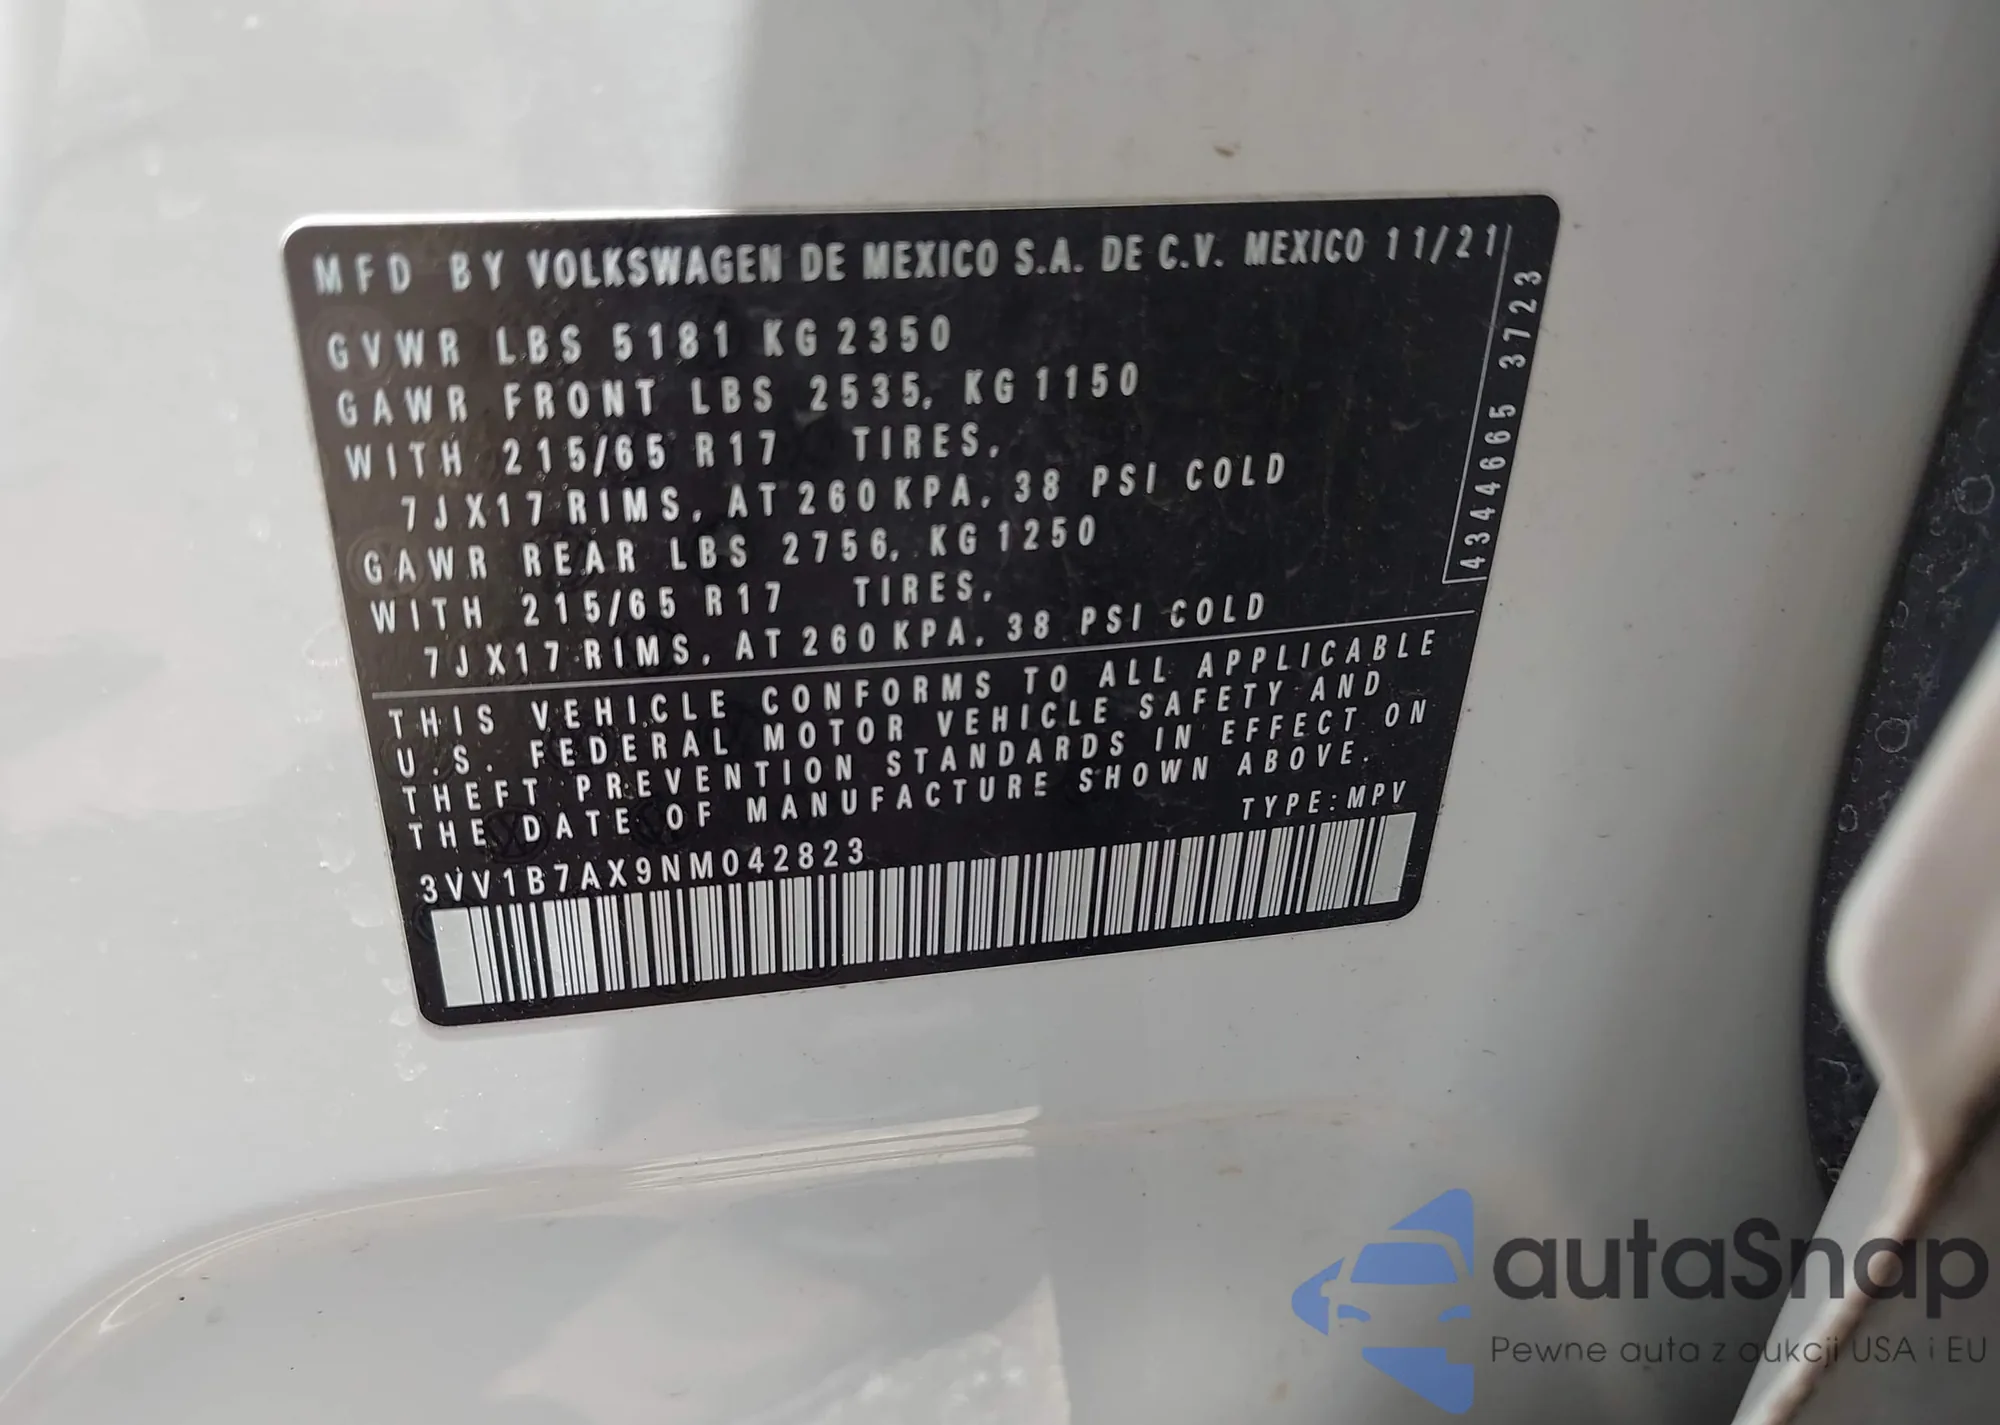 MFD BY VOLKSWAGEN DE MEXICO S.A. DE C.V. MEXICO 11/21
GVWR LBS 5181 KG 2350
GAWR FRONT LBS 2535, KG 1150
WITH 215/65 R17 TIRES,
7JX17 RIMS, AT 260 KPA, 38 PSI COLD
GAWR REAR LBS 2756, KG 1250
WITH 215/65 R17 TIRES,
7JX17 RIMS, AT 260 KPA, 38 PSI COLD
4344665 3723
THIS VEHICLE CONFORMS TO ALL APPLICABLE
U.S. FEDERAL MOTOR VEHICLE SAFETY AND
THEFT PREVENTION STANDARDS IN EFFECT ON
THE DATE OF MANUFACTURE SHOWN ABOVE.
TYPE: MPV
3VV1B7AX9NM042823
autaSnap
Pewne auta z aukcji USA i EU